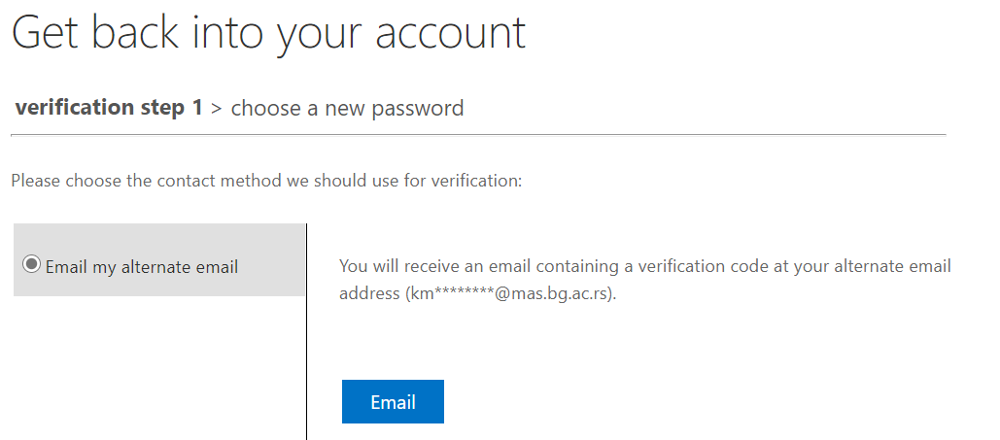 Get back into your account
verification step 1 > choose a new password
Please choose the contact method we should use for verification:
Email my alternate email
You will receive an email containing a verification code at your alternate email
address (km********@mas.bg.ac.rs).
Email